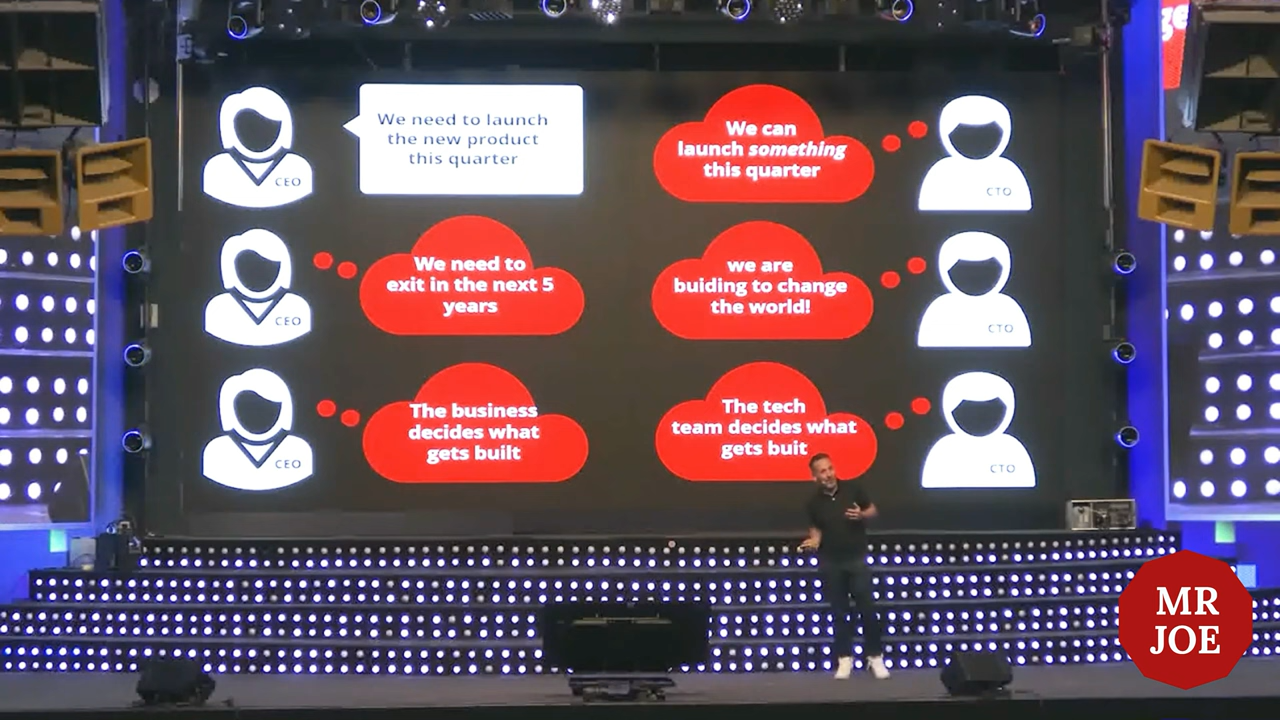 We need to launch
the new product
this quarter
CEO
We can
launch something
this quarter
CTO
We need to
exit in the next 5
years
CEO
we are
buiding to change
the world!
CTO
The business
decides what
gets built
CEO
The tech
team decides what
gets buit
CTO
ge
MR
JOE